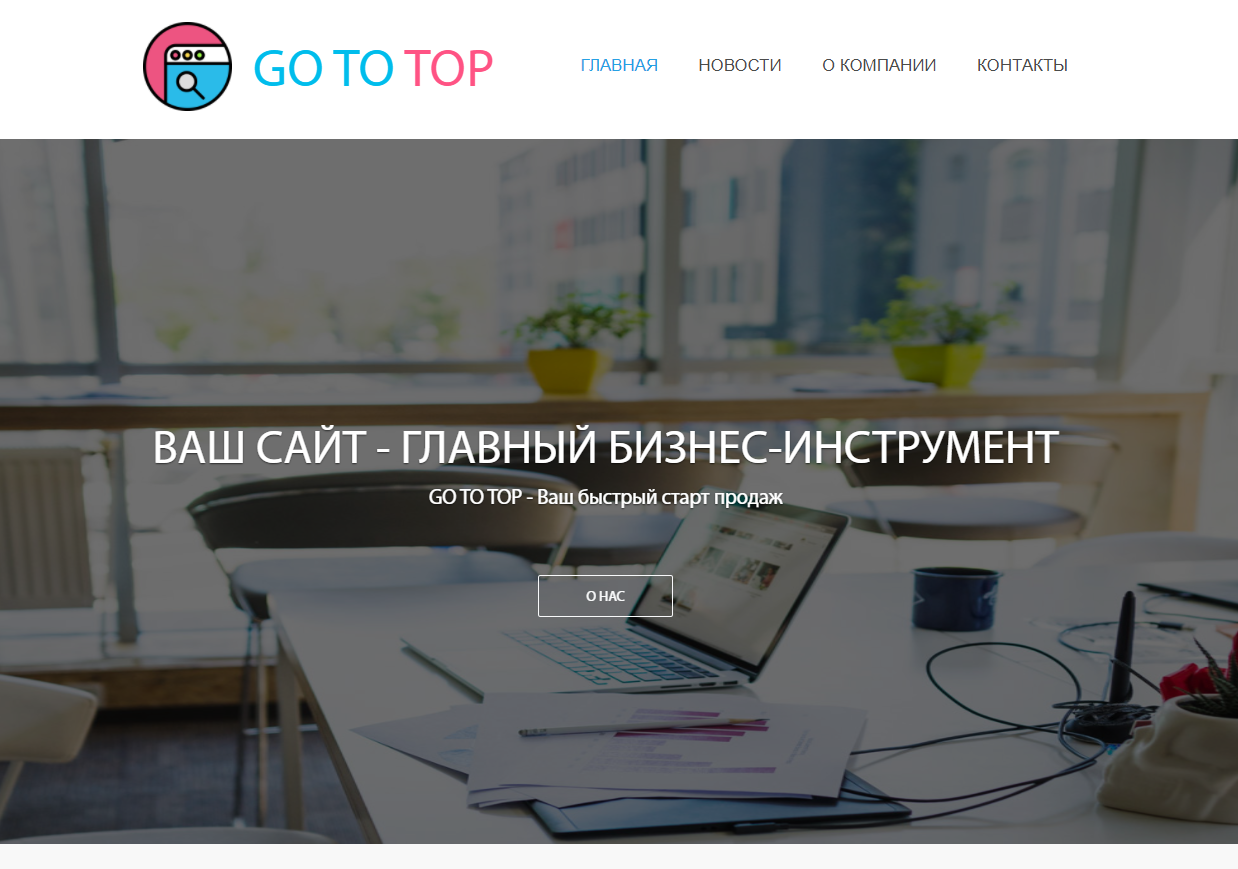 GO TO TOP
ГЛАВНАЯ НОВОСТИ О КОМПАНИИ КОНТАКТЫ
ВАШ САЙТ - ГЛАВНЫЙ БИЗНЕС-ИНСТРУМЕНТ
GO TO TOP - Ваш быстрый старт продаж
О НАС